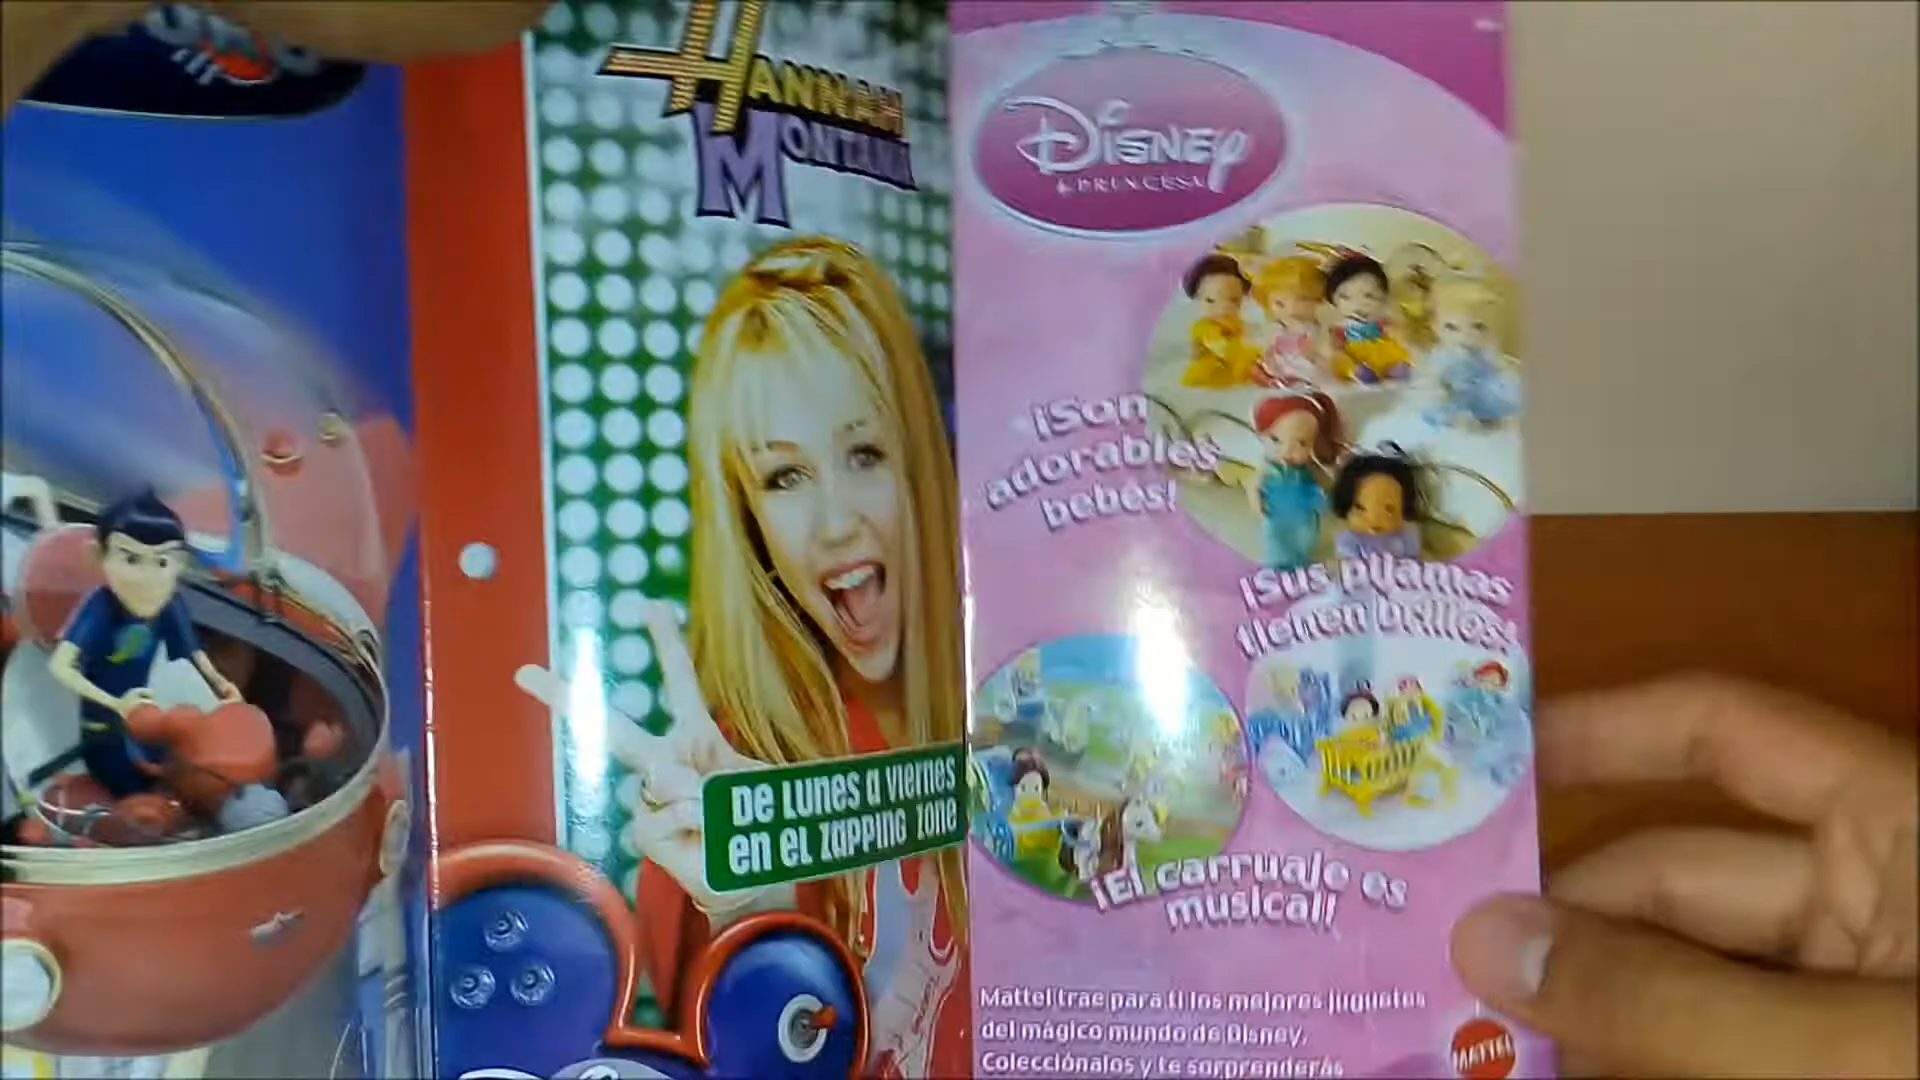 HANNAH
MONTANA
DE LUNES a VIERNES
EN EL ZAPPING ZONE
DISNEY
PRINCESA
¡Son
adorables
bebés!
¡Sus pijamas
tienen brillos!
¡El carruaje es
musical!
Mattel trae para ti los mejores juguetes
del mágico mundo de Disney.
Colecciónalos y te sorprenderás
MATTEL